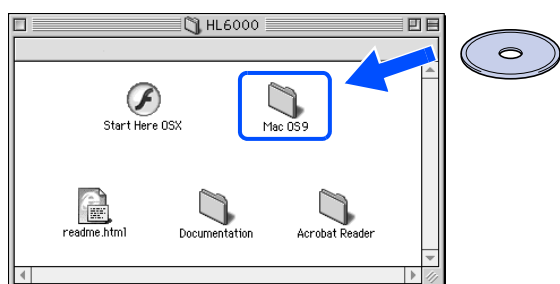 HL6000
Start Here OSX
Mac OS9
readme.html
Documentation
Acrobat Reader